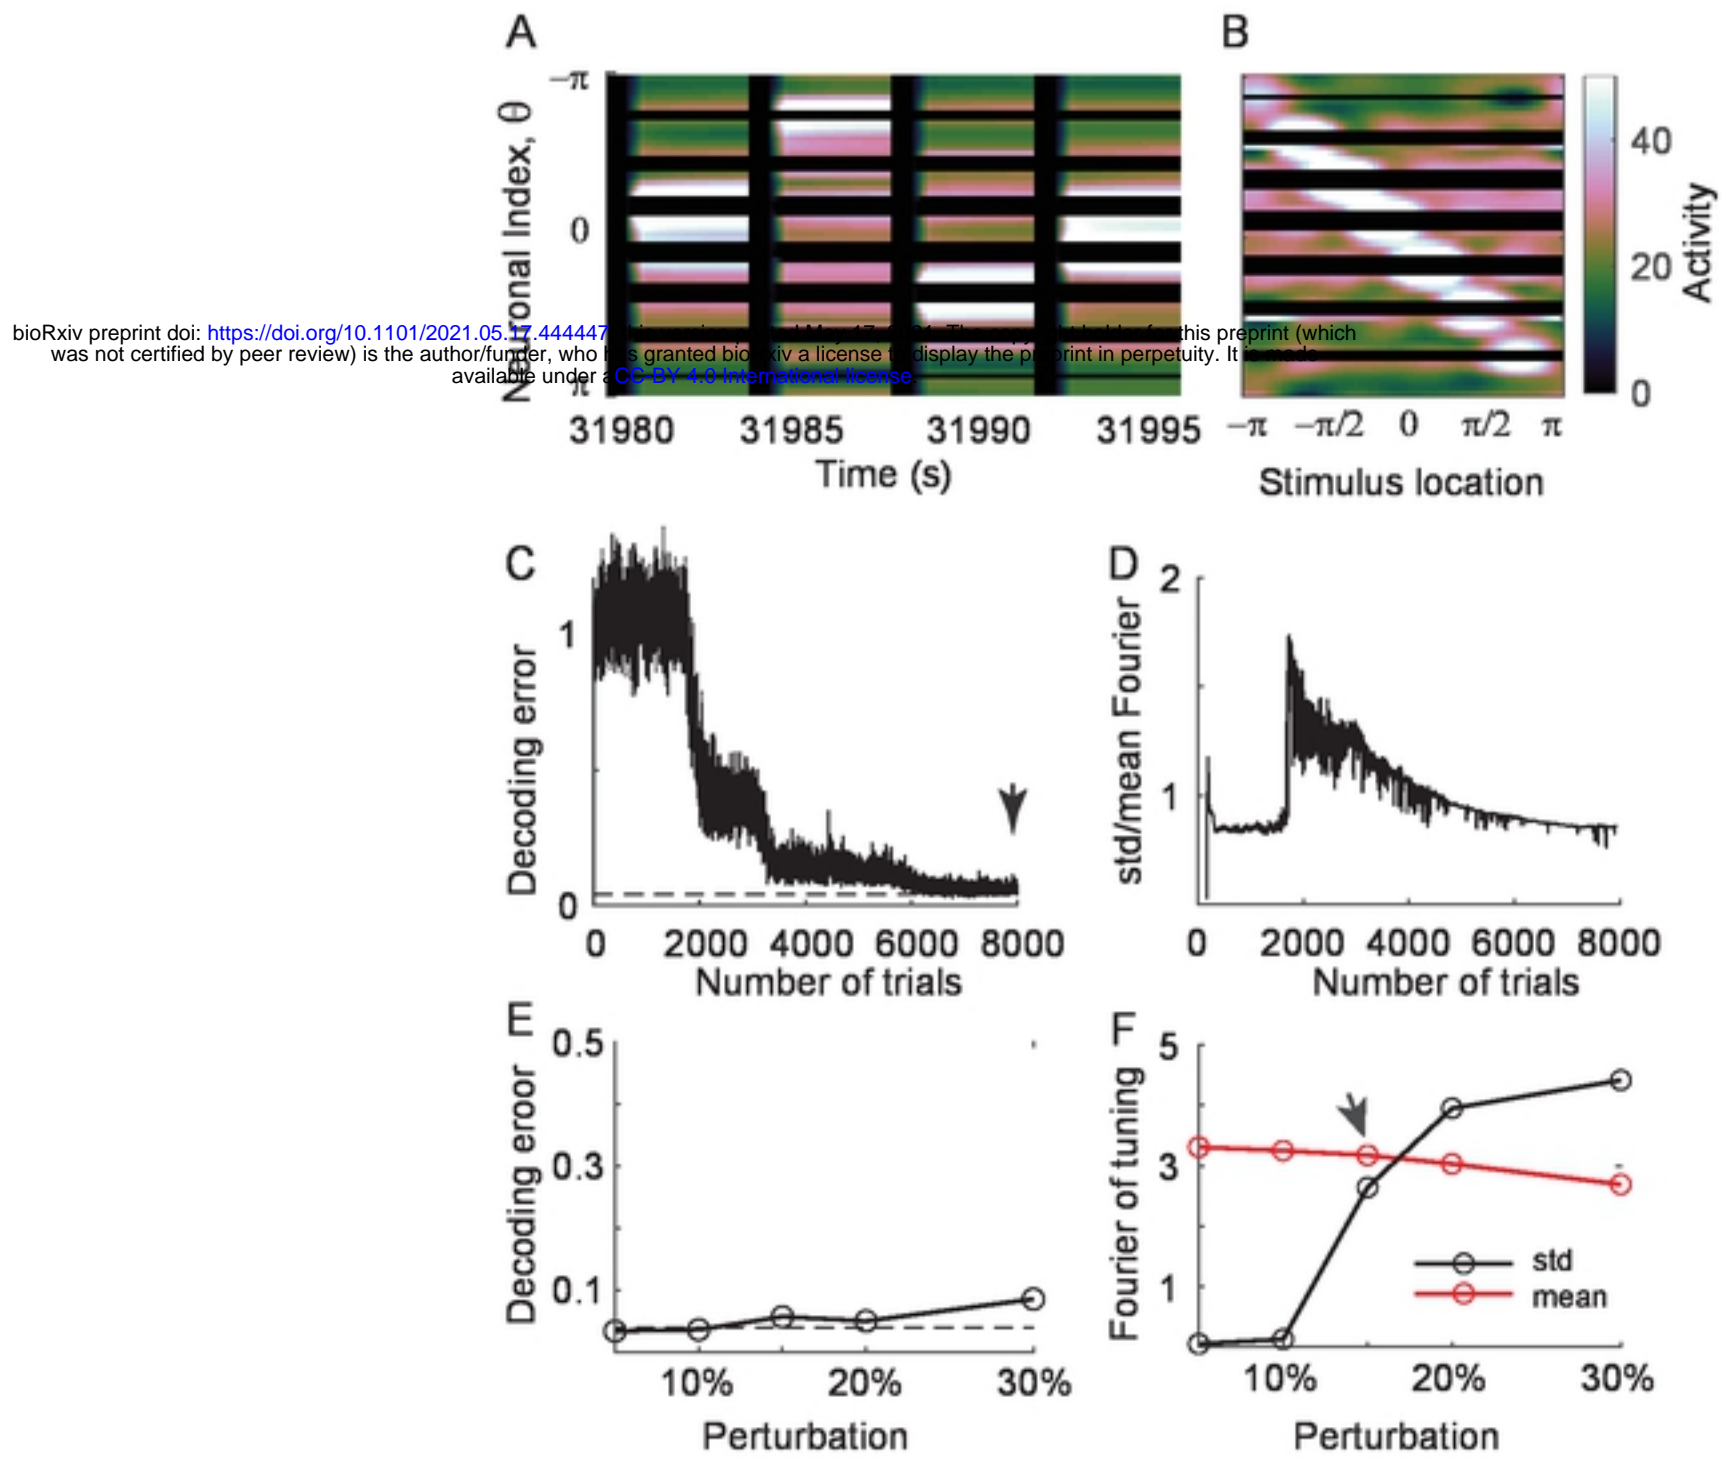 A
B
−π
0
π
Neuronal Index, θ
31980 31985 31990 31995
Time (s)
−π −π/2 0 π/2 π
Stimulus location
40
20
0
Activity
bioRxiv preprint doi: https://doi.org/10.1101/2021.05.17.444447 this preprint (which
was not certified by peer review) is the author/funder, who has granted bioRxiv a license to display the preprint in perpetuity. It is made
available under a CC-BY 4.0 International license.
C
D
1
0
Decoding error
0 2000 4000 6000 8000
Number of trials
2
1
std/mean Fourier
0 2000 4000 6000 8000
Number of trials
E
F
0.5
0.3
0.1
Decoding eroor
10% 20% 30%
Perturbation
5
3
1
Fourier of tuning
std
mean
10% 20% 30%
Perturbation